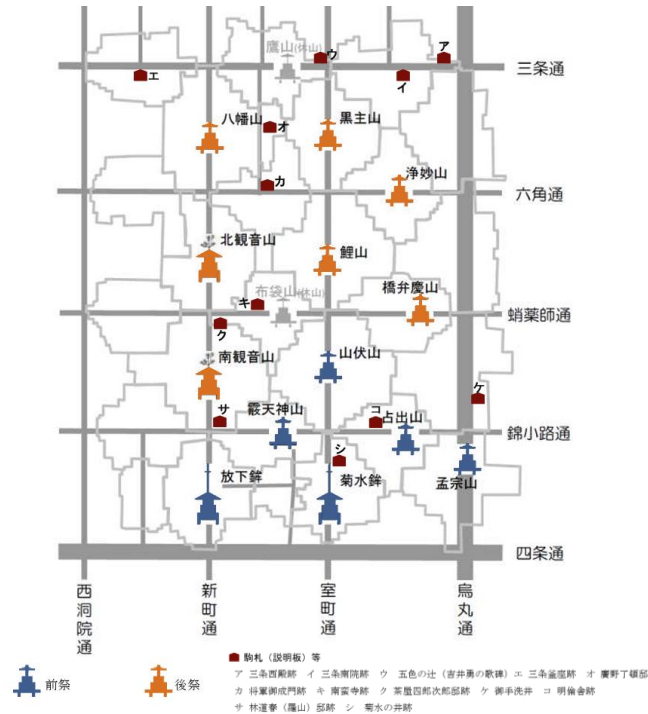 鷹山(休山)
ウ
ア
三条通
エ
イ
八幡山
オ
黒主山
浄妙山
カ
六角通
北観音山
鯉山
橋弁慶山
布袋山(休山)
キ
蛸薬師通
ク
南観音山
山伏山
ケ
サ
霰天神山
コ
占出山
錦小路通
シ
放下鉾
菊水鉾
孟宗山
四条通
西洞院通
新町通
室町通
烏丸通
前祭
後祭
駒札(説明板)等
ア 三条西殿跡 イ 三条南院跡 ウ 五色の辻(吉井勇の歌碑) エ 三条釜座跡 オ 廣野了頓邸
カ 将軍御成門跡 キ 南蛮寺跡 ク 茶屋四郎次郎邸跡 ケ 御手洗井 コ 明倫舎跡
サ 林道春(羅山)邸跡 シ 菊水の井跡